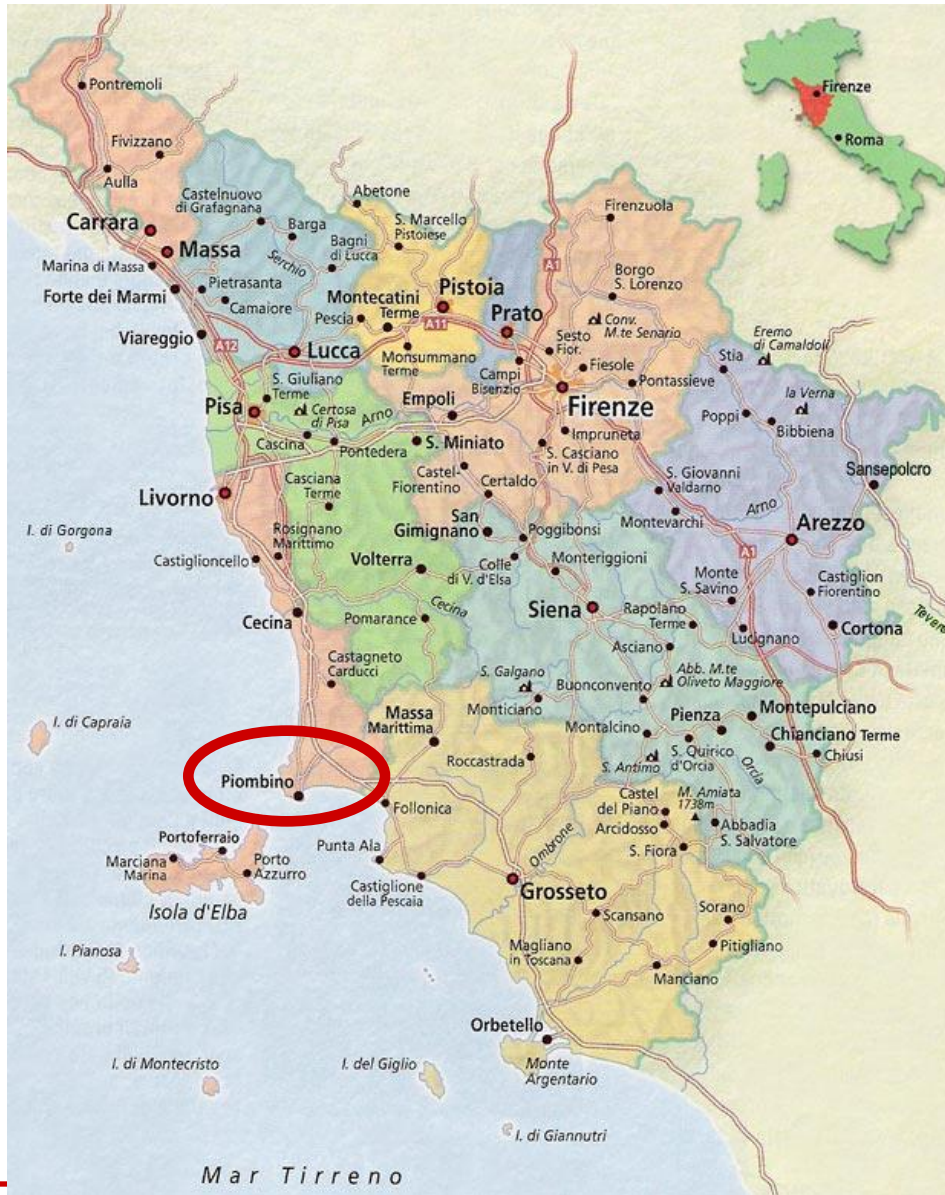 Pontremoli
Firenze
Roma
Fivizzano
Aulla
Castelnuovo
di Grafagnana
Abetone
Barga
S. Marcello
Pistoiese
Firenzuola
Carrara
Massa
Serchio
Bagni
di Lucca
A1
Marina di Massa
Pietrasanta
Borgo
S. Lorenzo
Forte dei Marmi
Camaiore
Montecatini
Terme
Pistoia
Pescia
A11
Prato
Conv.
M.te Senario
Viareggio
A12
Lucca
Monsummano
Terme
Sesto
Fior.
Eremo
di Camaldoli
Stia
Campi
Bisenzio
Fiesole
Pontassieve
S. Giuliano
Terme
la Verna
Pisa
Certosa
di Pisa
Arno
Empoli
Firenze
Poppi
Bibbiena
Cascina
Pontedera
S. Miniato
Impruneta
S. Casciano
in V. di Pesa
Castel-
Fiorentino
Certaldo
S. Giovanni
Valdarno
Sansepolcro
Livorno
Casciana
Terme
Arno
I. di Gorgona
Rosignano
Marittimo
San
Gimignano
Poggibonsi
Montevarchi
Arezzo
Castiglioncello
Volterra
Colle
di V. d'Elsa
Monteriggioni
A1
Monte
S. Savino
Castiglion
Fiorentino
Cecina
Cecina
Pomarance
Siena
Rapolano
Terme
Lucignano
Cortona
Tevere
Castagneto
Carducci
Asciano
S. Galgano
Buonconvento
Abb. M.te
Oliveto Maggiore
I. di Capraia
Massa
Marittima
Monticiano
Montalcino
Pienza
Montepulciano
Chianciano Terme
Chiusi
Roccastrada
S. Antimo
S. Quirico
d'Orcia
Orcia
Piombino
Follonica
Castel
del Piano
M. Amiata
1738m
Arcidosso
Abbadia
S. Salvatore
Portoferraio
Marciana
Marina
Porto
Azzurro
Punta Ala
Ombrone
S. Fiora
Isola d'Elba
Castiglione
della Pescaia
Grosseto
Scansano
Sorano
I. Pianosa
Magliano
in Toscana
Pitigliano
Manciano
Orbetello
I. di Montecristo
I. del Giglio
Monte
Argentario
I. di Giannutri
Mar Tirreno